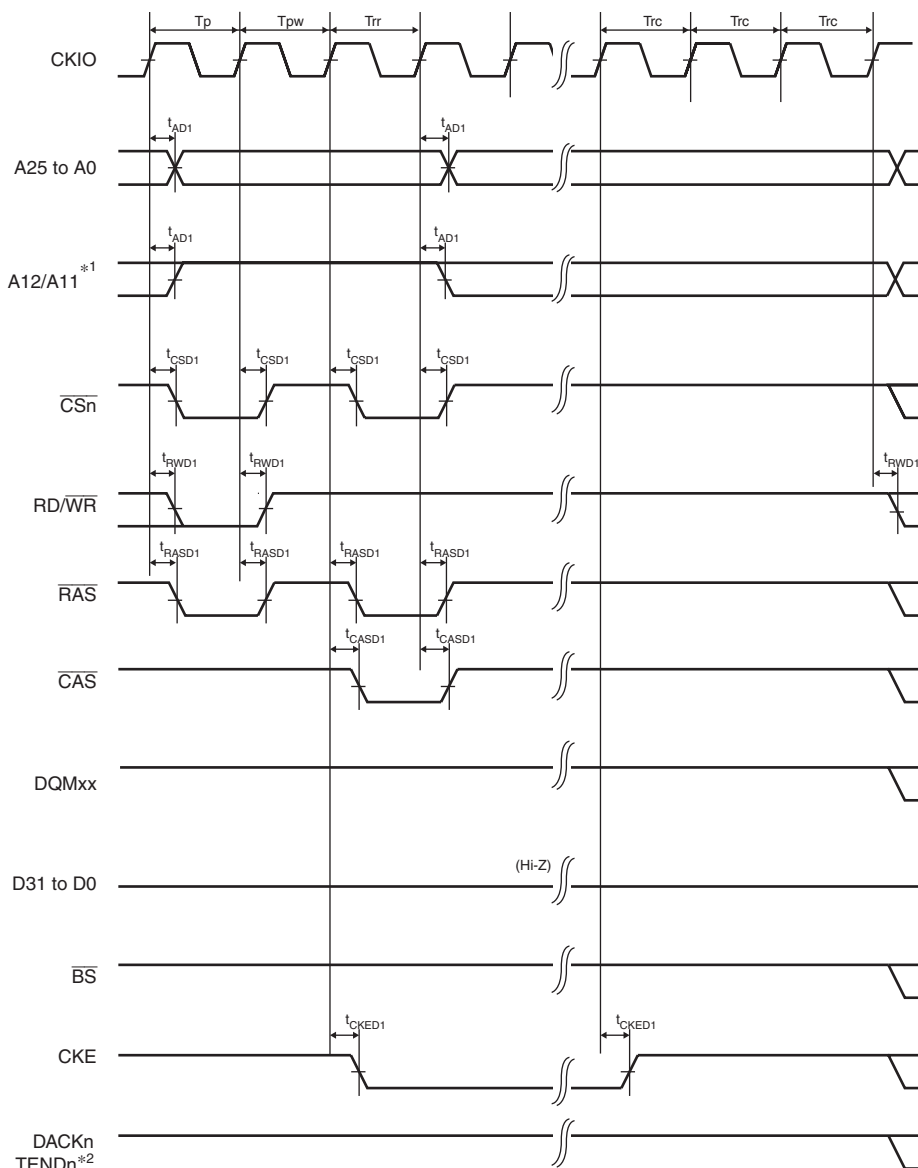 Tp Tpw Trr Trc Trc Trc
CKIO
tAD1 tAD1
A25 to A0
tAD1 tAD1
A12/A11*1
tCSD1 tCSD1 tCSD1 tCSD1
CSn
tRWD1 tRWD1 tRWD1
RD/WR
tRASD1 tRASD1 tRASD1 tRASD1
RAS
tCASD1 tCASD1
CAS
DQMxx
(Hi-Z)
D31 to D0
BS
tCKED1 tCKED1
CKE
DACKn
TENDn*2